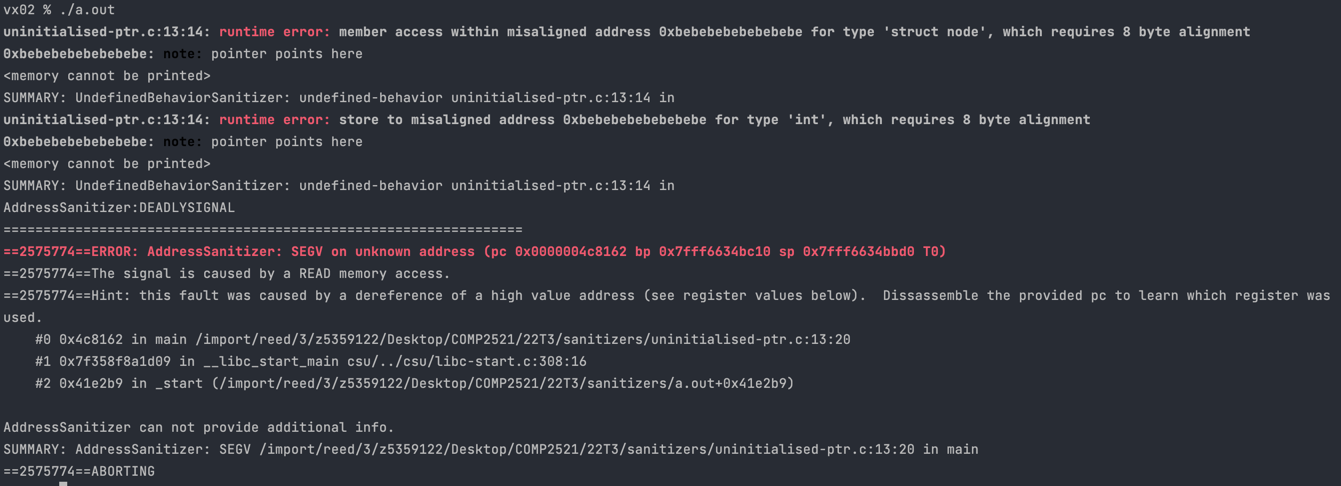 vx02 % ./a.out
uninitialised-ptr.c:13:14: runtime error: member access within misaligned address 0xbebebebebebebebe for type 'struct node', which requires 8 byte alignment
0xbebebebebebebebe: note: pointer points here
<memory cannot be printed>
SUMMARY: UndefinedBehaviorSanitizer: undefined-behavior uninitialised-ptr.c:13:14 in
uninitialised-ptr.c:13:14: runtime error: store to misaligned address 0xbebebebebebebebe for type 'int', which requires 8 byte alignment
0xbebebebebebebebe: note: pointer points here
<memory cannot be printed>
SUMMARY: UndefinedBehaviorSanitizer: undefined-behavior uninitialised-ptr.c:13:14 in
AddressSanitizer:DEADLYSIGNAL
=================================================================
==2575774==ERROR: AddressSanitizer: SEGV on unknown address (pc 0x0000004c8162 bp 0x7fff6634bc10 sp 0x7fff6634bbd0 T0)
==2575774==The signal is caused by a READ memory access.
==2575774==Hint: this fault was caused by a dereference of a high value address (see register values below).  Dissassemble the provided pc to learn which register was
used.
    #0 0x4c8162 in main /import/reed/3/z5359122/Desktop/COMP2521/22T3/sanitizers/uninitialised-ptr.c:13:20
    #1 0x7f358f8a1d09 in __libc_start_main csu/../csu/libc-start.c:308:16
    #2 0x41e2b9 in _start (/import/reed/3/z5359122/Desktop/COMP2521/22T3/sanitizers/a.out+0x41e2b9)

AddressSanitizer can not provide additional info.
SUMMARY: AddressSanitizer: SEGV /import/reed/3/z5359122/Desktop/COMP2521/22T3/sanitizers/uninitialised-ptr.c:13:20 in main
==2575774==ABORTING